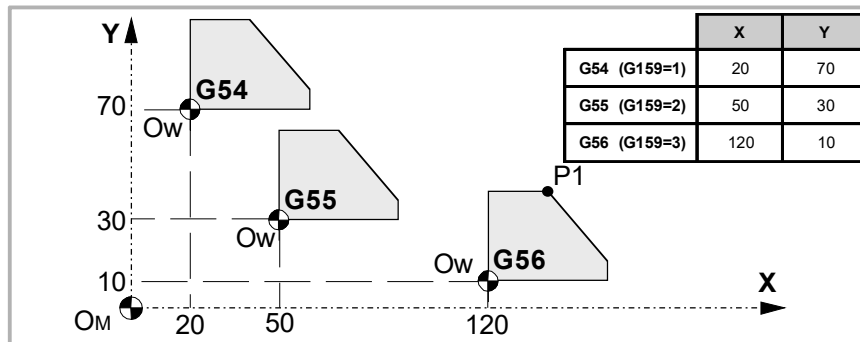 Y
X Y
G54 (G159=1) 20 70
G55 (G159=2) 50 30
G56 (G159=3) 120 10
G54
70
OW
P1
G55
30
OW
OW
G56
10
X
OM
20 50 120